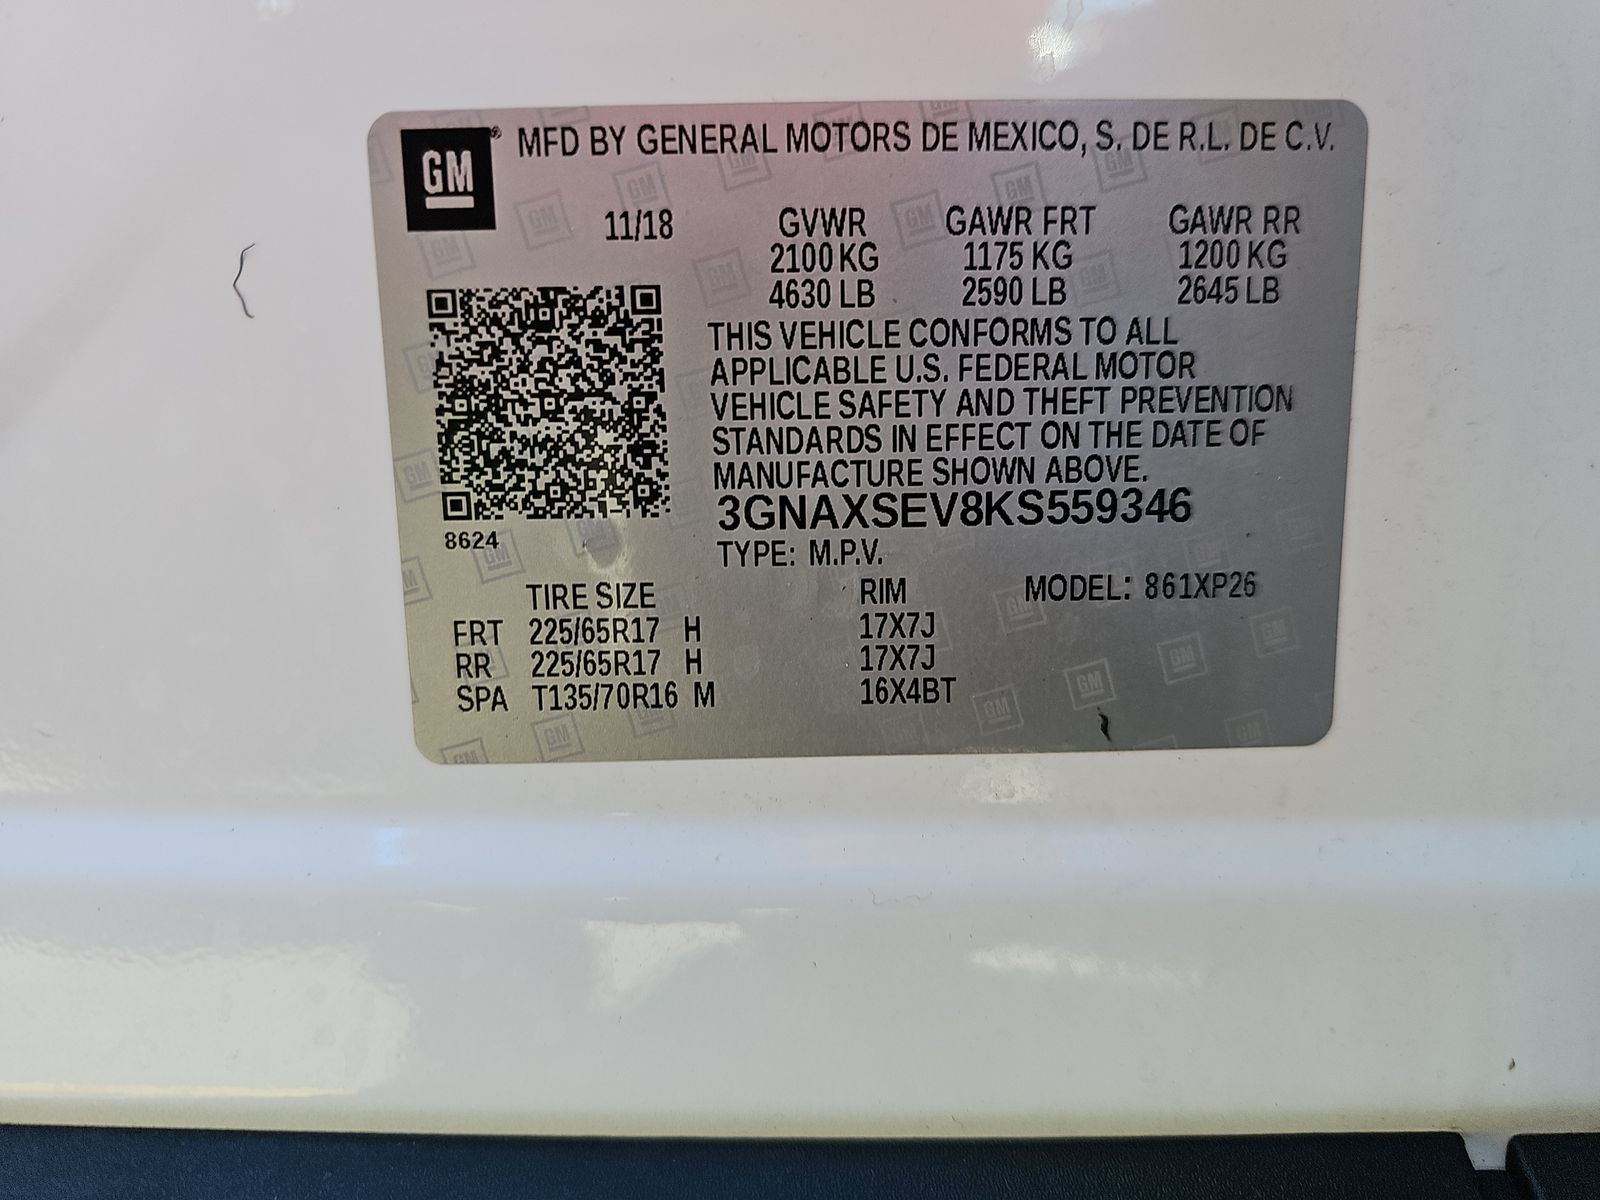 GM ® MFD BY GENERAL MOTORS DE MEXICO, S. DE R.L. DE C.V.
11/18 GVWR GAWR FRT GAWR RR
2100 KG 1175 KG 1200 KG
4630 LB 2590 LB 2645 LB
THIS VEHICLE CONFORMS TO ALL
APPLICABLE U.S. FEDERAL MOTOR
VEHICLE SAFETY AND THEFT PREVENTION
STANDARDS IN EFFECT ON THE DATE OF
MANUFACTURE SHOWN ABOVE.
3GNAXSEV8KS559346
8624
TYPE: M.P.V.
TIRE SIZE RIM MODEL: 861XP26
FRT 225/65R17 H 17X7J
RR 225/65R17 H 17X7J
SPA T135/70R16 M 16X4BT